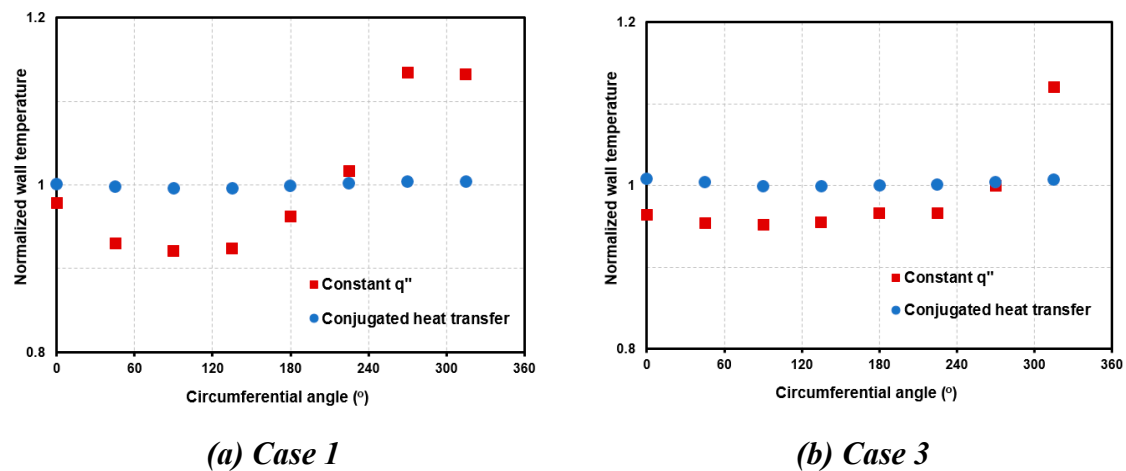 1.2
1
0.8
Normalized wall temperature
Constant q"
Conjugated heat transfer
0 60 120 180 240 300 360
Circumferential angle (º)
(a) Case 1
1.2
1
0.8
Normalized wall temperature
Constant q"
Conjugated heat transfer
0 60 120 180 240 300 360
Circumferential angle (º)
(b) Case 3